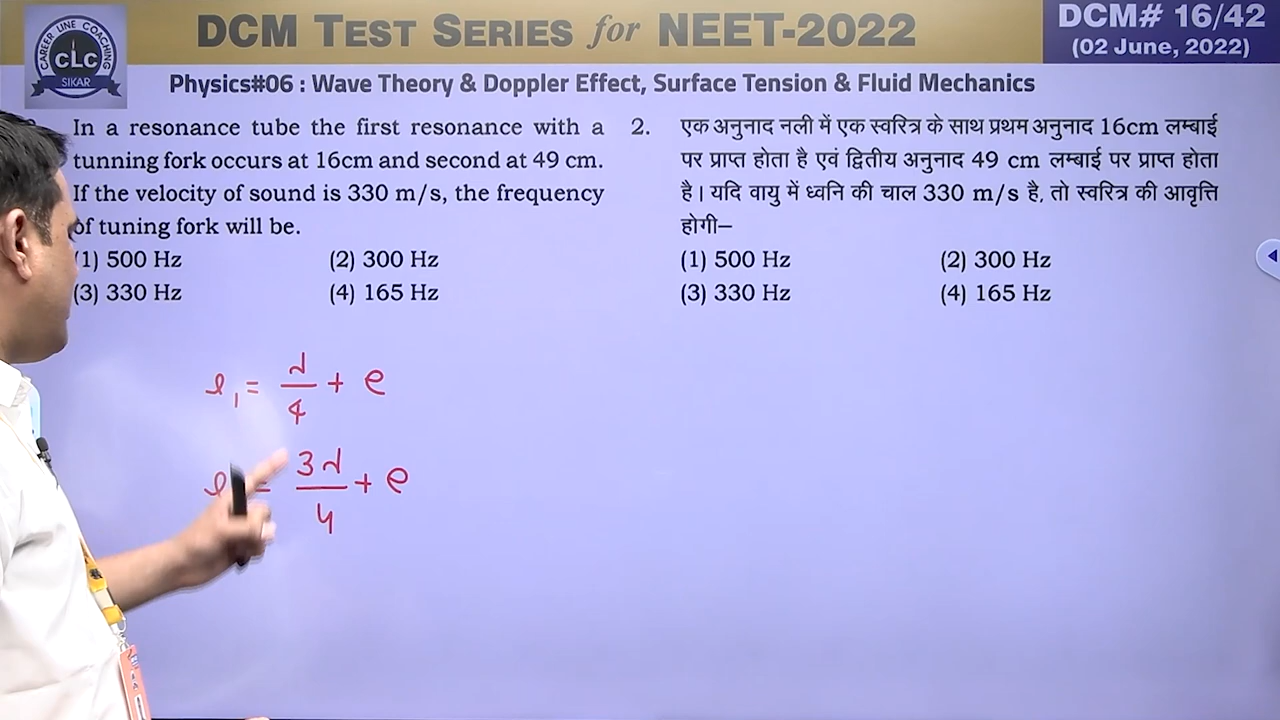 DCM TEST SERIES for NEET-2022
DCM# 16/42
(02 June, 2022)
CAREER LINE COACHING
CLC
SIKAR
Physics#06 : Wave Theory & Doppler Effect, Surface Tension & Fluid Mechanics
In a resonance tube the first resonance with a
tunning fork occurs at 16cm and second at 49 cm.
If the velocity of sound is 330 m/s, the frequency
of tuning fork will be.
(1) 500 Hz (2) 300 Hz
(3) 330 Hz (4) 165 Hz
2. एक अनुनाद नली में एक स्वरित्र के साथ प्रथम अनुनाद 16cm लम्बाई
पर प्राप्त होता है एवं द्वितीय अनुनाद 49 cm लम्बाई पर प्राप्त होता
है। यदि वायु में ध्वनि की चाल 330 m/s है, तो स्वरित्र की आवृत्ति
होगी–
(1) 500 Hz (2) 300 Hz
(3) 330 Hz (4) 165 Hz
l₁ = λ/4 + e
l = 3λ/4 + e